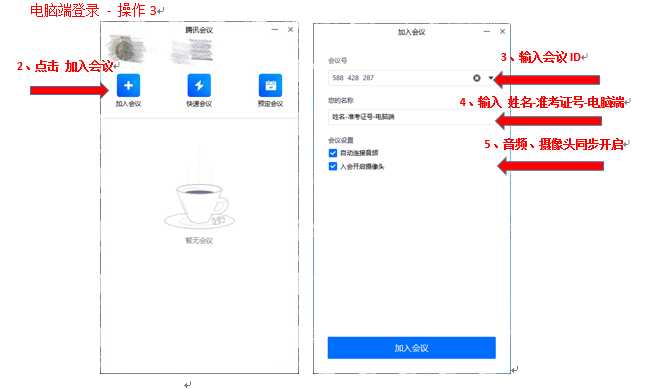 电脑端登录 - 操作 3
腾讯会议
2、点击 加入会议
加入会议
快速会议
预定会议
暂无会议
加入会议
3、输入会议 ID
会议号
588 428 287
4、输入 姓名-准考证号-电脑端
您的名称
姓名-准考证号-电脑端
5、音频、摄像头同步开启
会议设置
自动连接音频
入会开启摄像头
加入会议